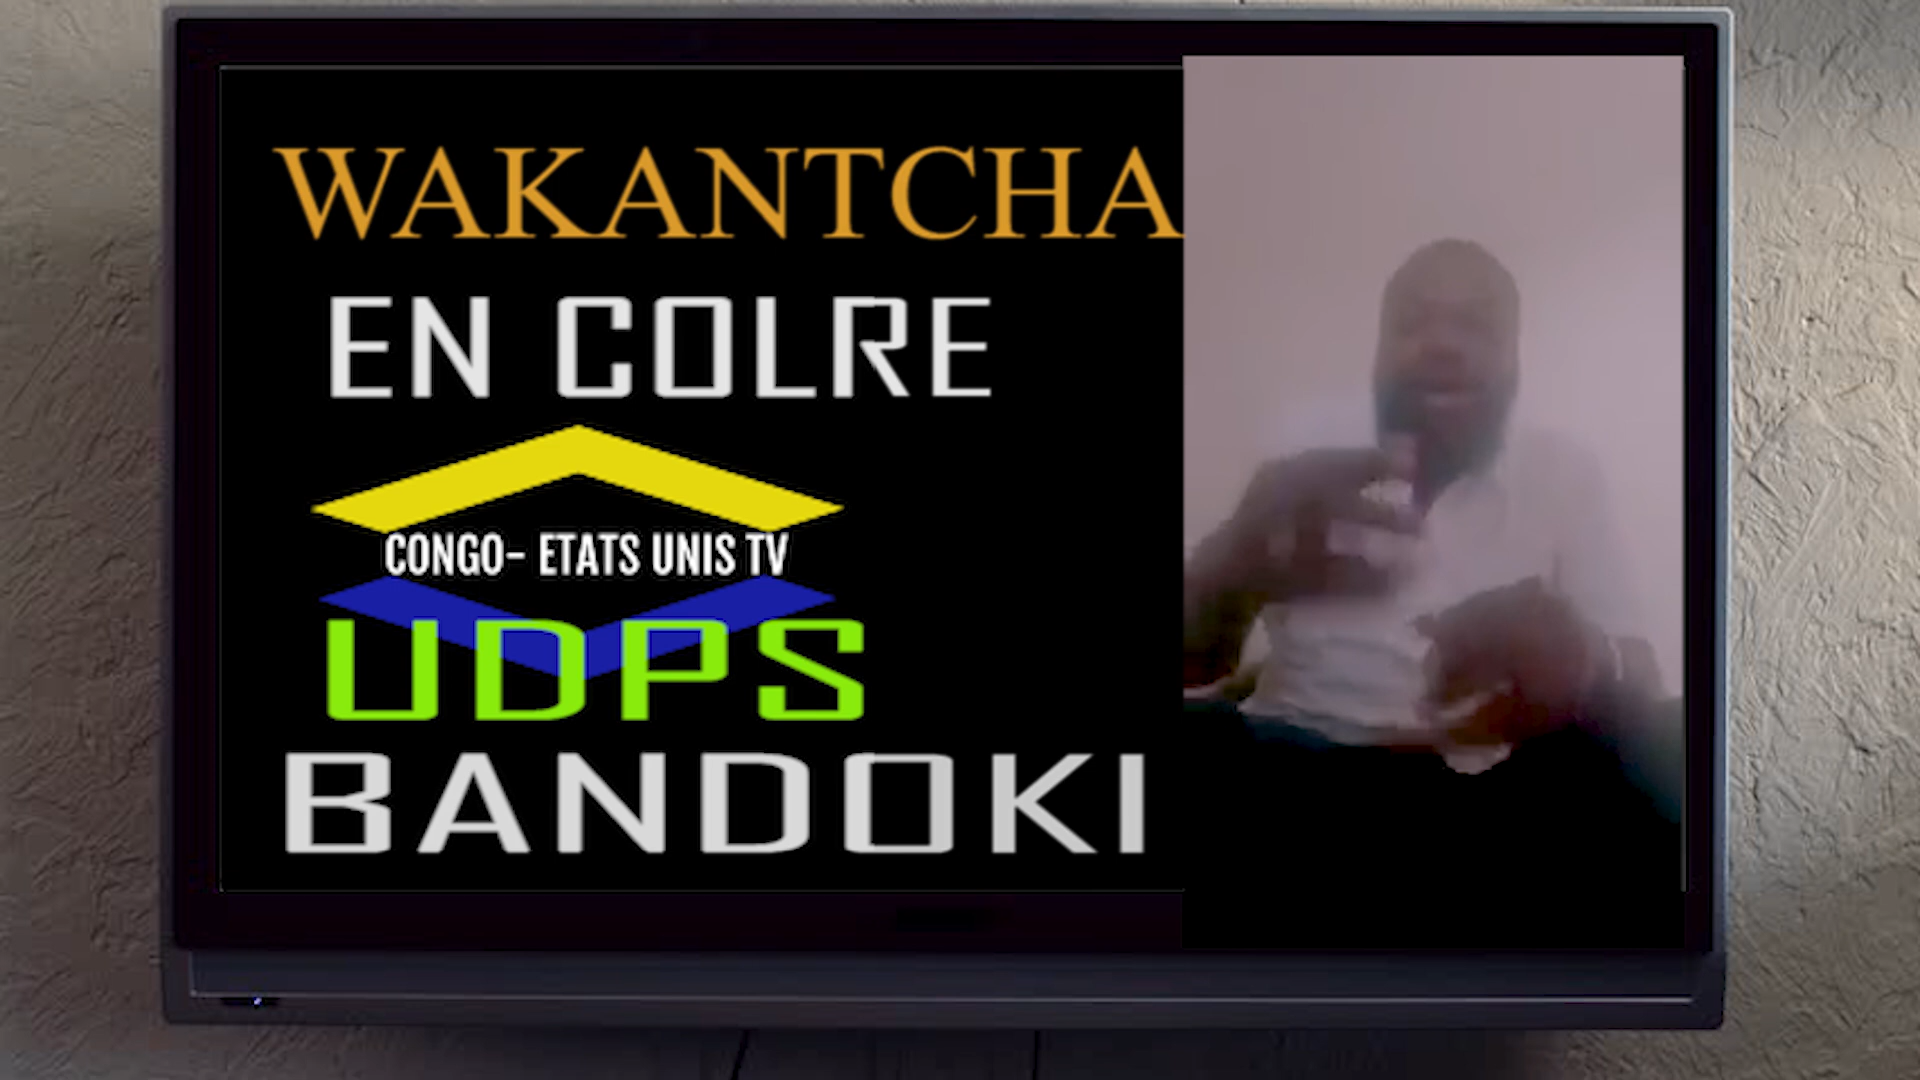 WAKANTCHA
EN COLRE
CONGO- ETATS UNIS TV
UDPS
BANDOKI